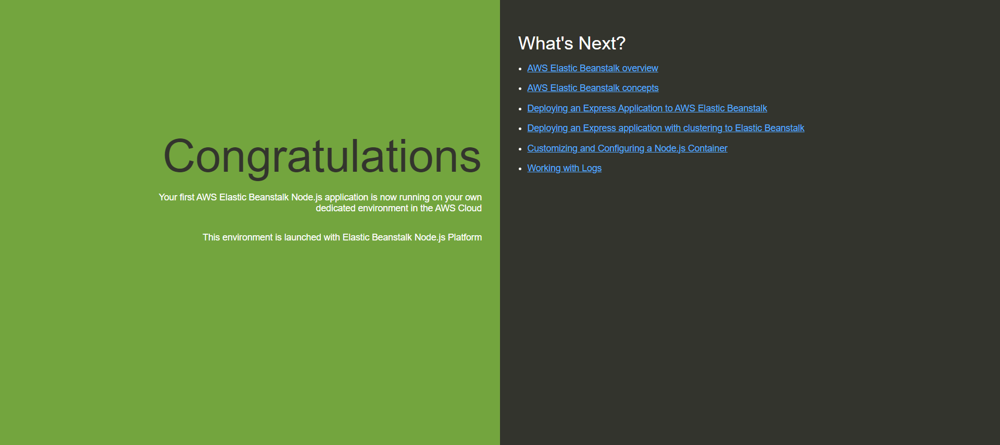 Congratulations
Your first AWS Elastic Beanstalk Node.js application is now running on your own
dedicated environment in the AWS Cloud
This environment is launched with Elastic Beanstalk Node.js Platform
What's Next?
AWS Elastic Beanstalk overview
AWS Elastic Beanstalk concepts
Deploying an Express Application to AWS Elastic Beanstalk
Deploying an Express application with clustering to Elastic Beanstalk
Customizing and Configuring a Node.js Container
Working with Logs